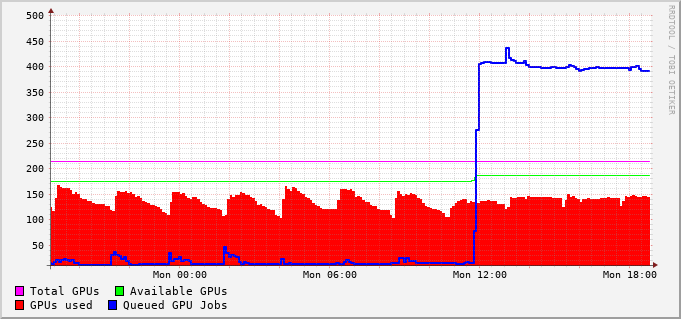 500
450
400
350
300
250
200
150
100
50
Mon 00:00 Mon 06:00 Mon 12:00 Mon 18:00
Total GPUs Available GPUs
GPUs used Queued GPU Jobs
RRDTOOL / TOBI OETIKER